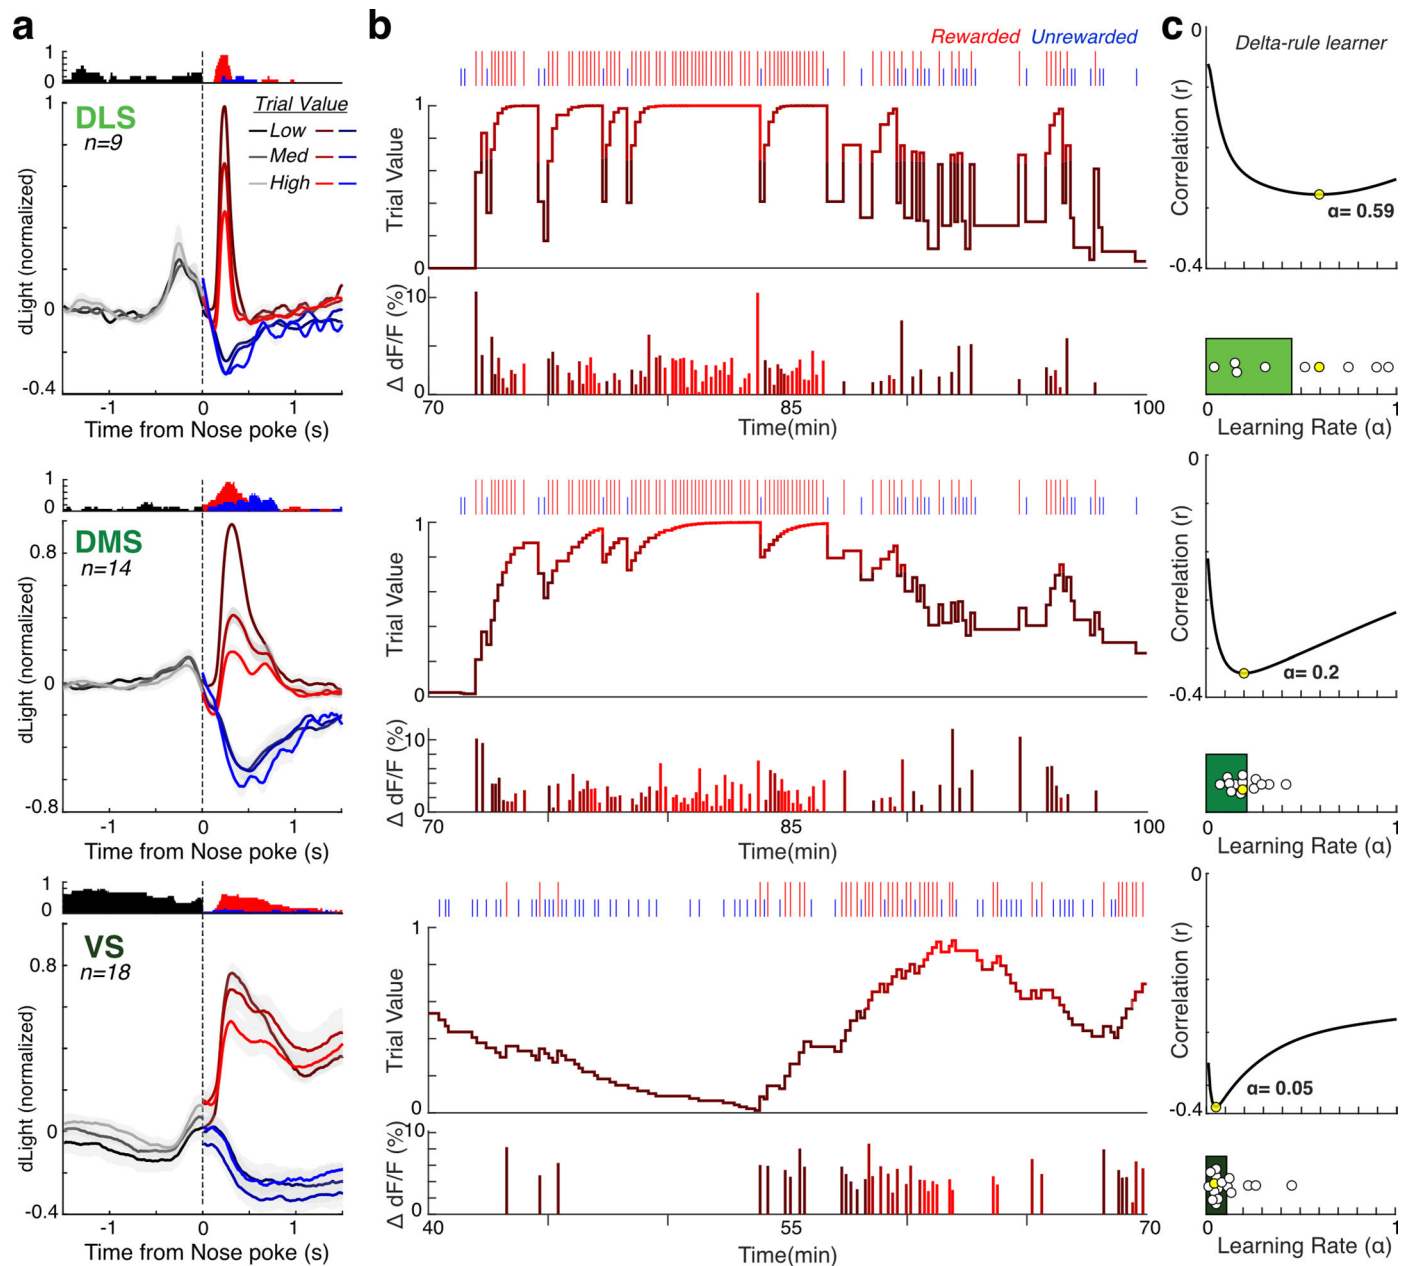 a
1
0
DLS
n=9
Trial Value
Low
Med
High
1
0
-0.4
dLight (normalized)
-1 0 1
Time from Nose poke (s)
1
0
DMS
n=14
0.8
0
-0.8
dLight (normalized)
-1 0 1
Time from Nose poke (s)
1
0
VS
n=18
0.8
0
-0.4
dLight (normalized)
-1 0 1
Time from Nose poke (s)
b
Rewarded Unrewarded
1
0
Trial Value
10
0
Δ dF/F (%)
70 85 100
Time(min)
1
0
Trial Value
10
0
Δ dF/F (%)
70 85 100
Time(min)
1
0
Trial Value
10
0
Δ dF/F (%)
40 55 70
Time(min)
c
0
Delta-rule learner
Correlation (r)
α= 0.59
-0.4
0 1
Learning Rate (α)
0
Correlation (r)
α= 0.2
-0.4
0 1
Learning Rate (α)
0
Correlation (r)
α= 0.05
-0.4
0 1
Learning Rate (α)